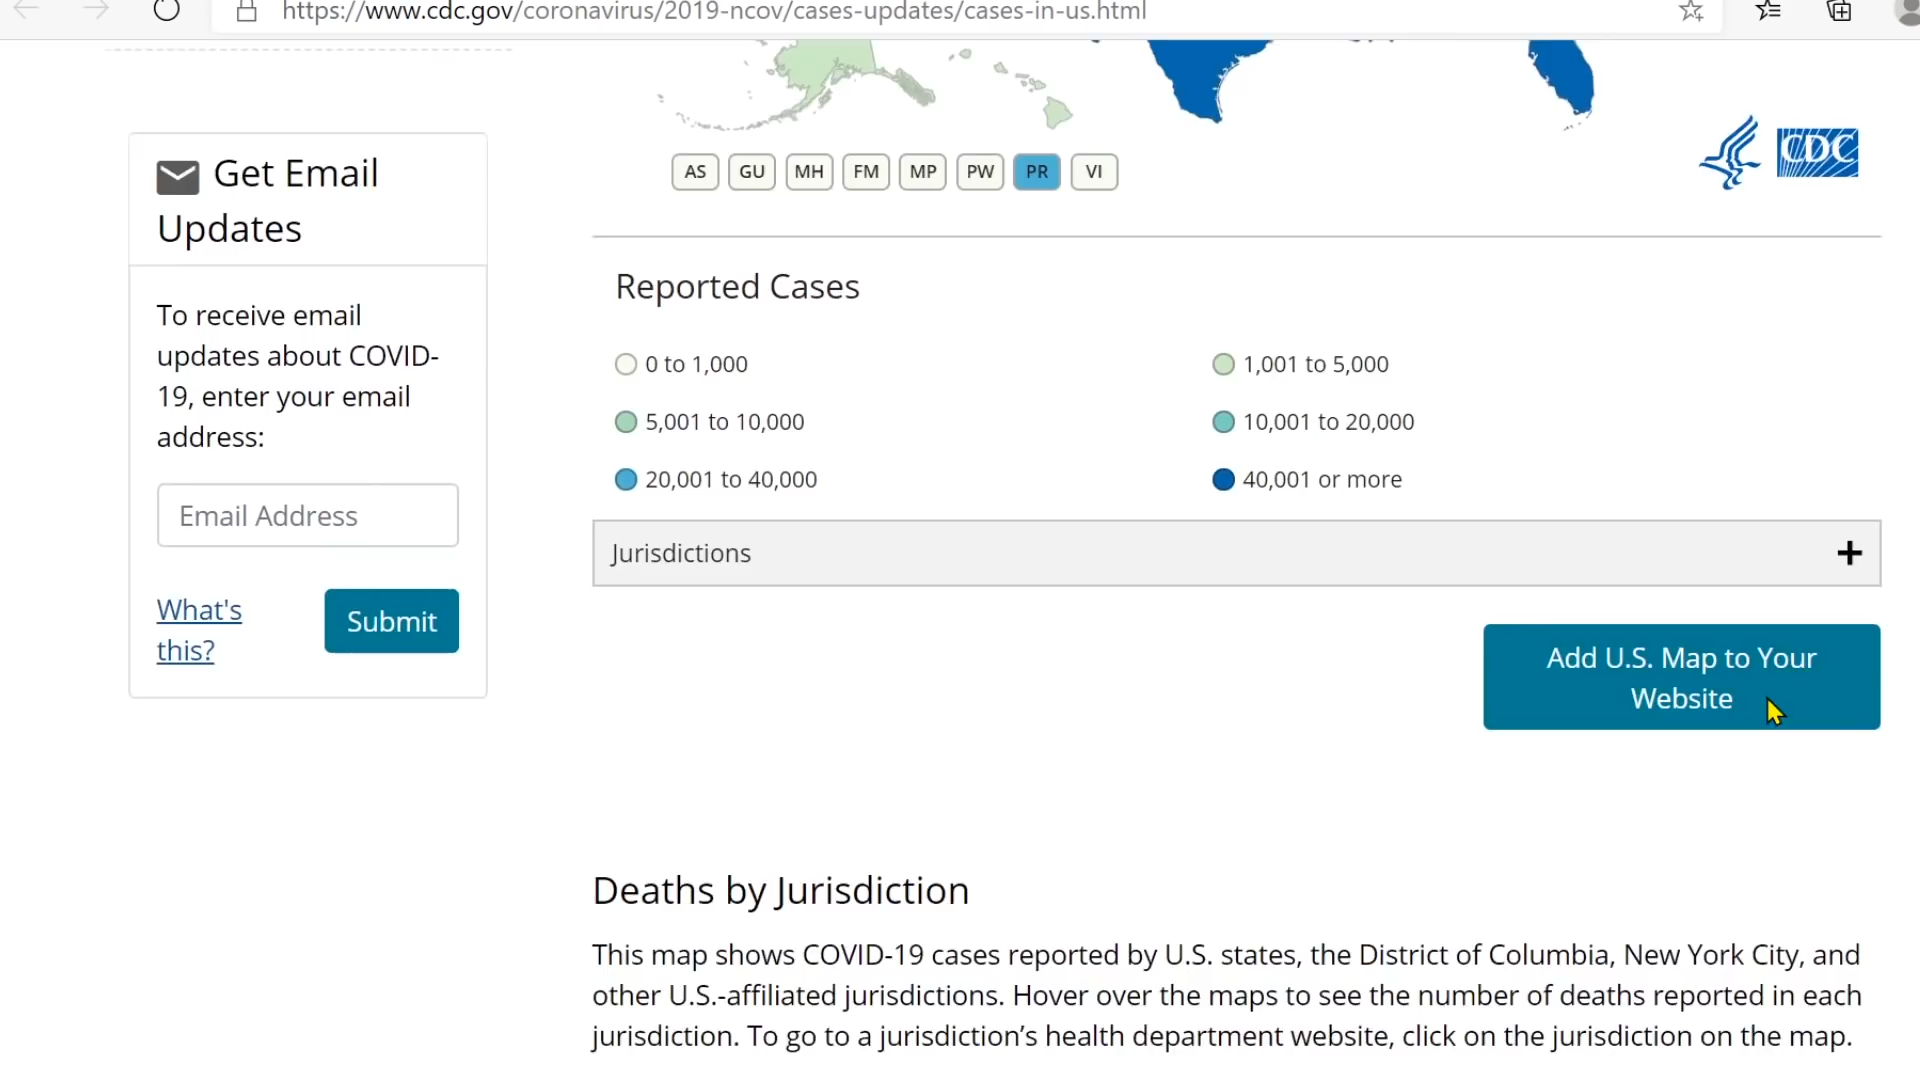 https://www.cdc.gov/coronavirus/2019-ncov/cases-updates/cases-in-us.html
Get Email
Updates
To receive email
updates about COVID-
19, enter your email
address:
Email Address
What's
this?
Submit
AS GU MH FM MP PW PR VI
CDC
Reported Cases
0 to 1,000
1,001 to 5,000
5,001 to 10,000
10,001 to 20,000
20,001 to 40,000
40,001 or more
Jurisdictions +
Add U.S. Map to Your
Website
Deaths by Jurisdiction
This map shows COVID-19 cases reported by U.S. states, the District of Columbia, New York City, and
other U.S.-affiliated jurisdictions. Hover over the maps to see the number of deaths reported in each
jurisdiction. To go to a jurisdiction’s health department website, click on the jurisdiction on the map.